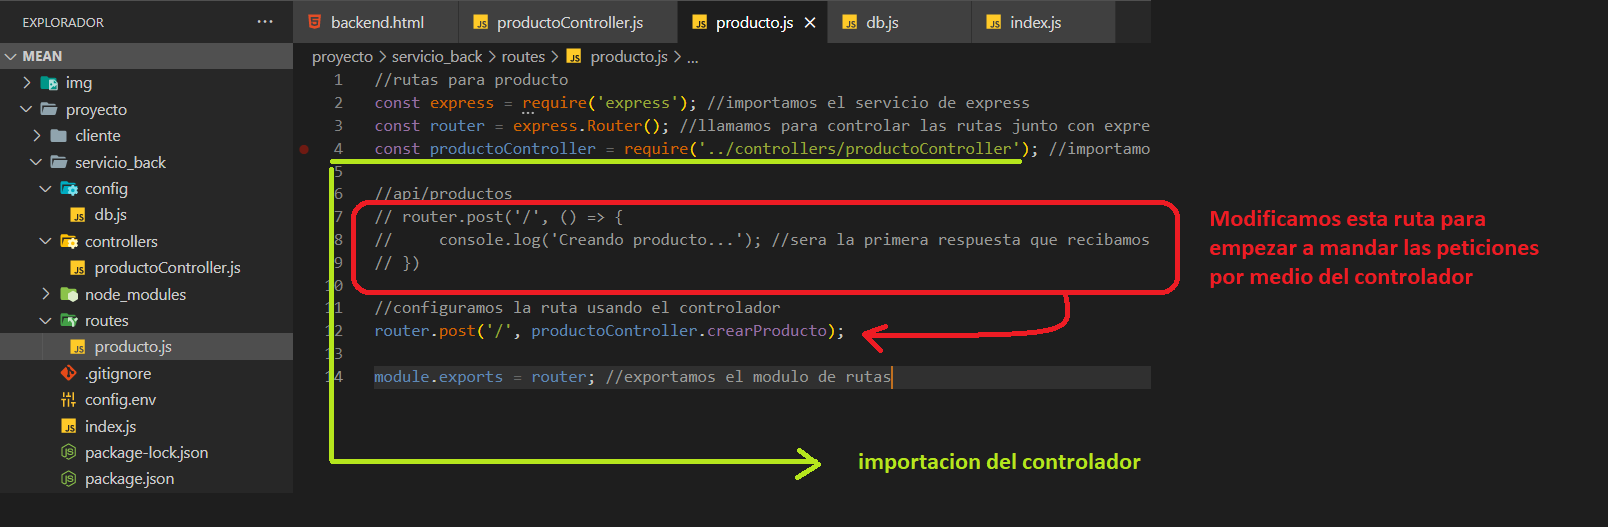 EXPLORADOR
MEAN
img
proyecto
cliente
servicio_back
config
db.js
controllers
productoController.js
node_modules
routes
producto.js
.gitignore
config.env
index.js
package-lock.json
package.json
backend.html
productoController.js
producto.js
db.js
index.js
proyecto > servicio_back > routes > producto.js > ...
1 //rutas para producto
2 const express = require('express'); //importamos el servicio de express
3 const router = express.Router(); //llamamos para controlar las rutas junto con expre
4 const productoController = require('../controllers/productoController'); //importamo
5
6 //api/productos
7 // router.post('/', () => {
8 //     console.log('Creando producto...'); //sera la primera respuesta que recibamos
9 // })
10
11 //configuramos la ruta usando el controlador
12 router.post('/', productoController.crearProducto);
13
14 module.exports = router; //exportamos el modulo de rutas
Modificamos esta ruta para
empezar a mandar las peticiones
por medio del controlador
importacion del controlador